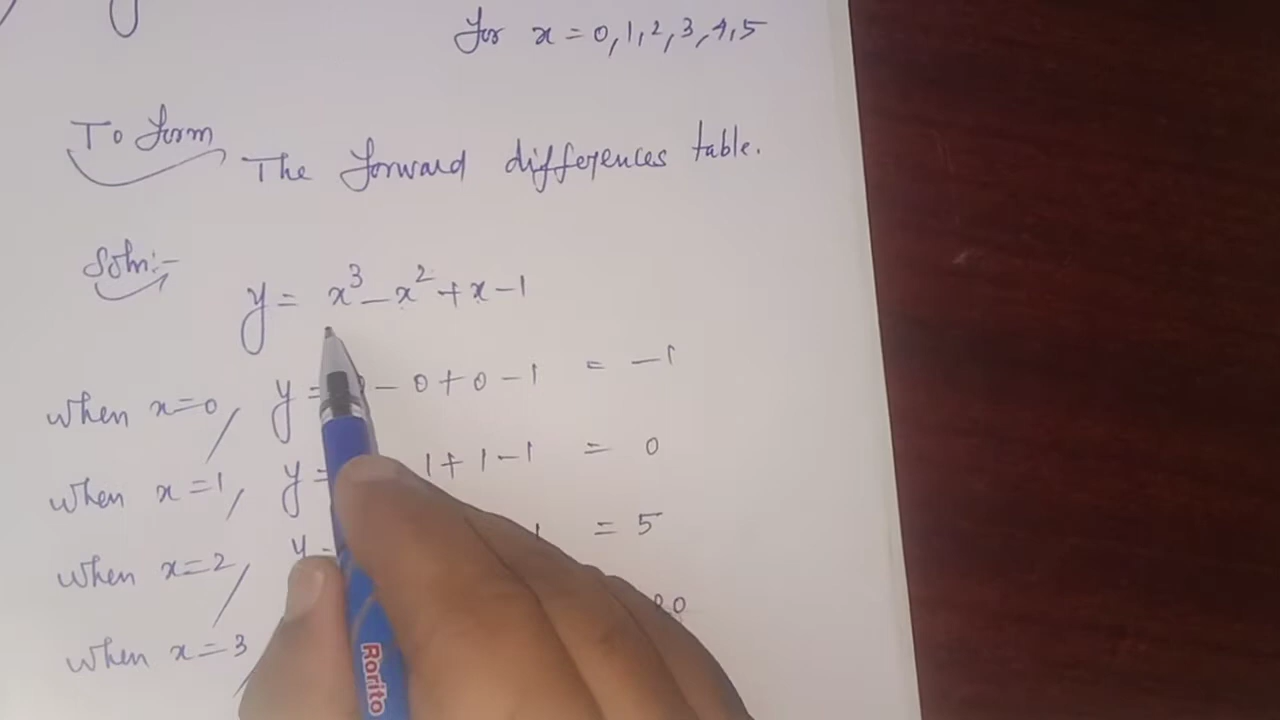 for x = 0,1,2,3,4,5
To form
The forward differences table.
Soln:-
y = x³ - x² + x - 1
when x=0, y = - 0 + 0 - 1 = -1
when x=1, y = 1 + 1 - 1 = 0
when x=2, y = 5
when x=3
Rorito